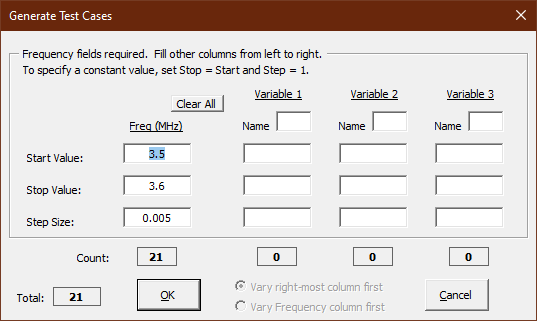 Generate Test Cases
Frequency fields required. Fill other columns from left to right.
To specify a constant value, set Stop = Start and Step = 1.
Clear All
Variable 1 Variable 2 Variable 3
Freq (MHz) Name Name Name
Start Value: 3.5
Stop Value: 3.6
Step Size: 0.005
Count: 21 0 0 0
Total: 21 OK Vary right-most column first Cancel
Vary Frequency column first